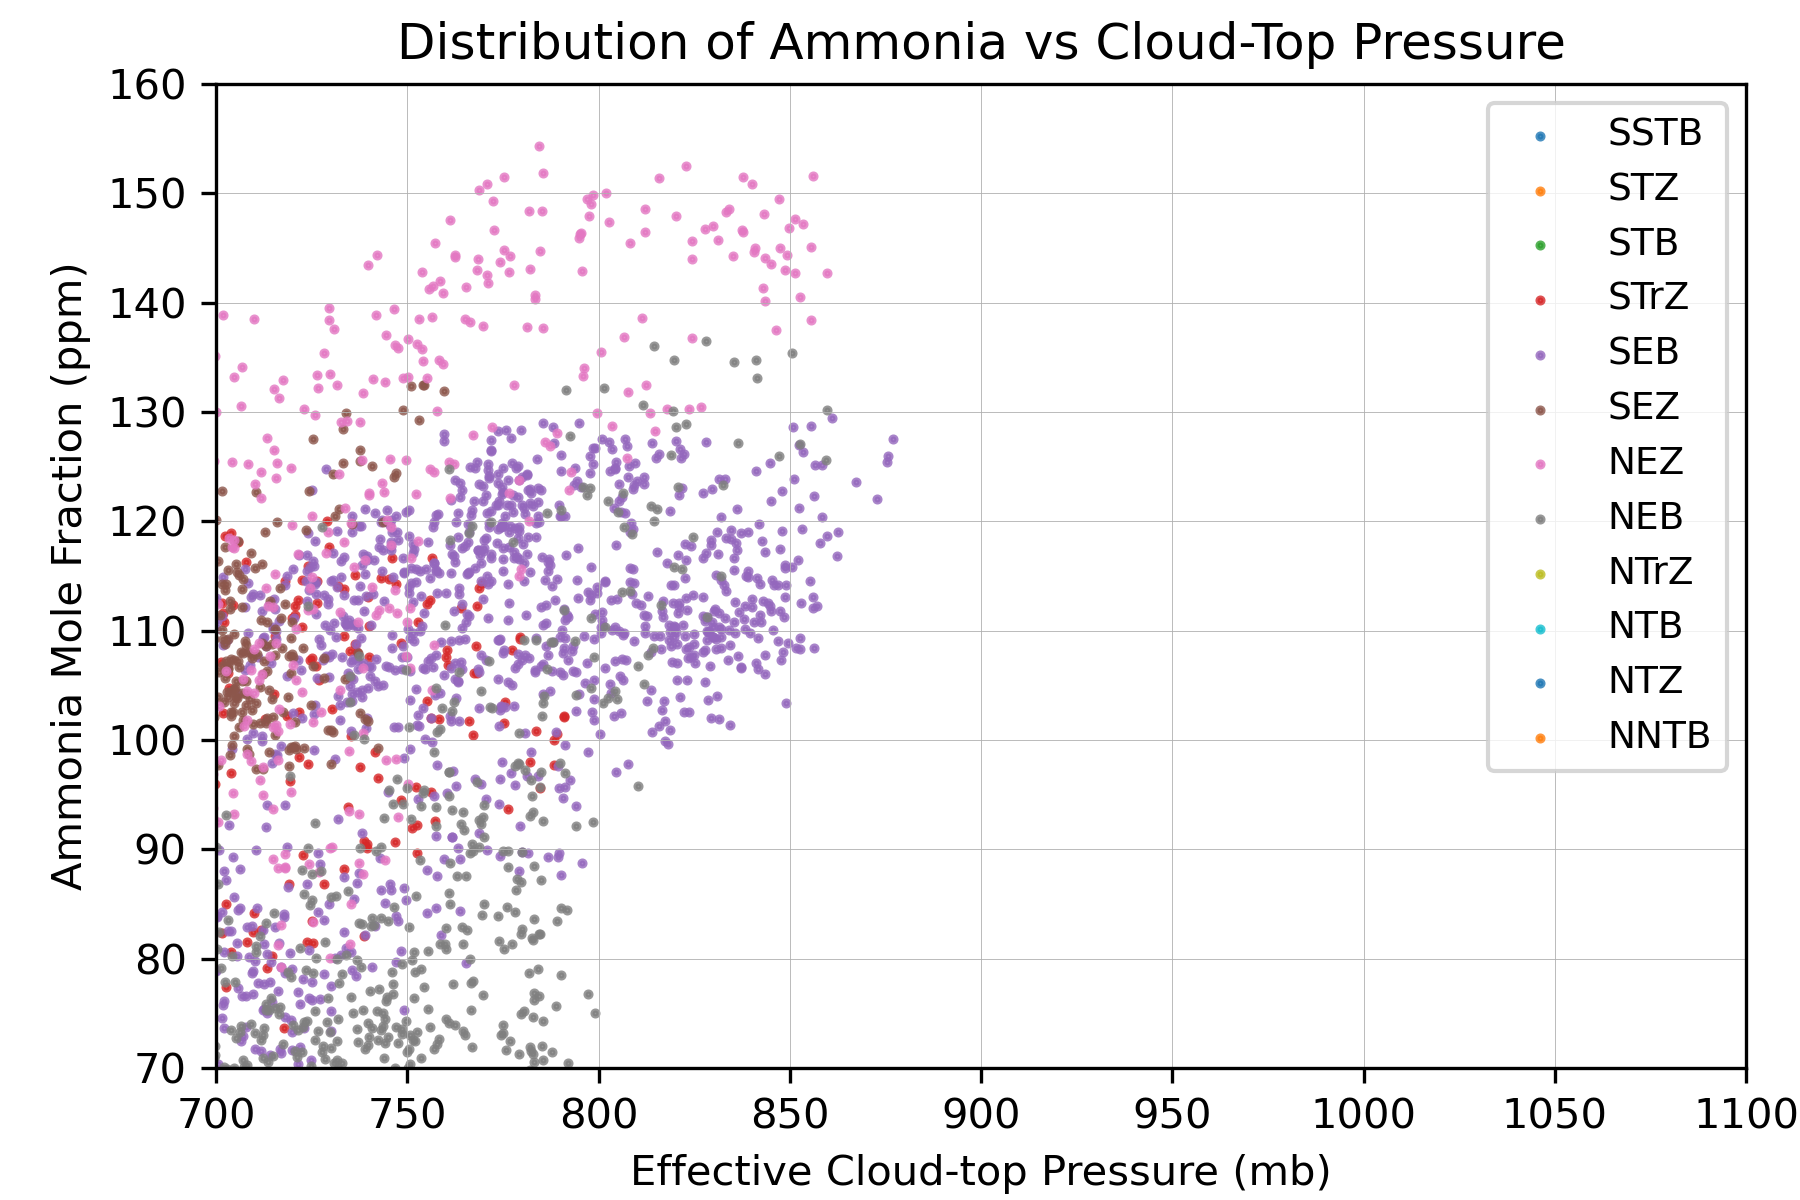 Distribution of Ammonia vs Cloud-Top Pressure
Ammonia Mole Fraction (ppm)
160
150
140
130
120
110
100
90
80
70
SSTB
STZ
STB
STrZ
SEB
SEZ
NEZ
NEB
NTrZ
NTB
NTZ
NNTB
700 750 800 850 900 950 1000 1050 1100
Effective Cloud-top Pressure (mb)